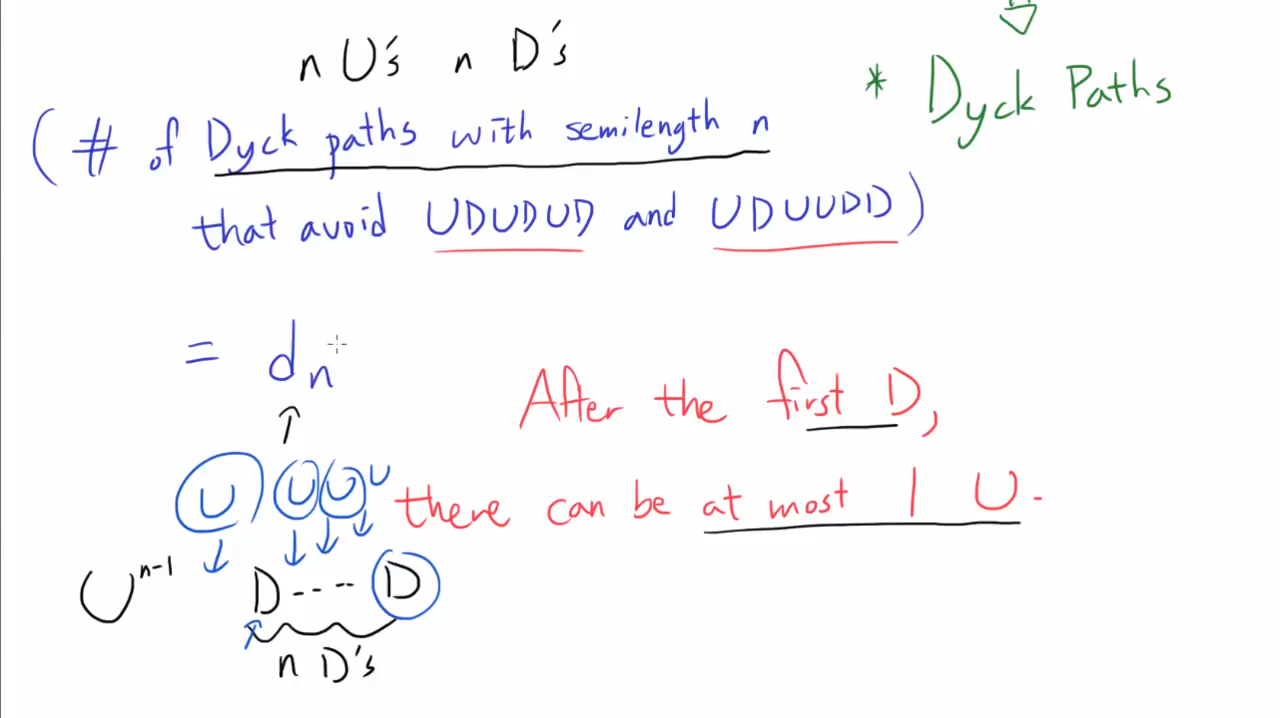 n U's n D's
* Dyck Paths
(# of Dyck paths with semilength n
that avoid UDUDUD and UDUUDD)
= dn
After the first D,
there can be at most 1 U.
U U U U
U^n-1 D---- D
n D's